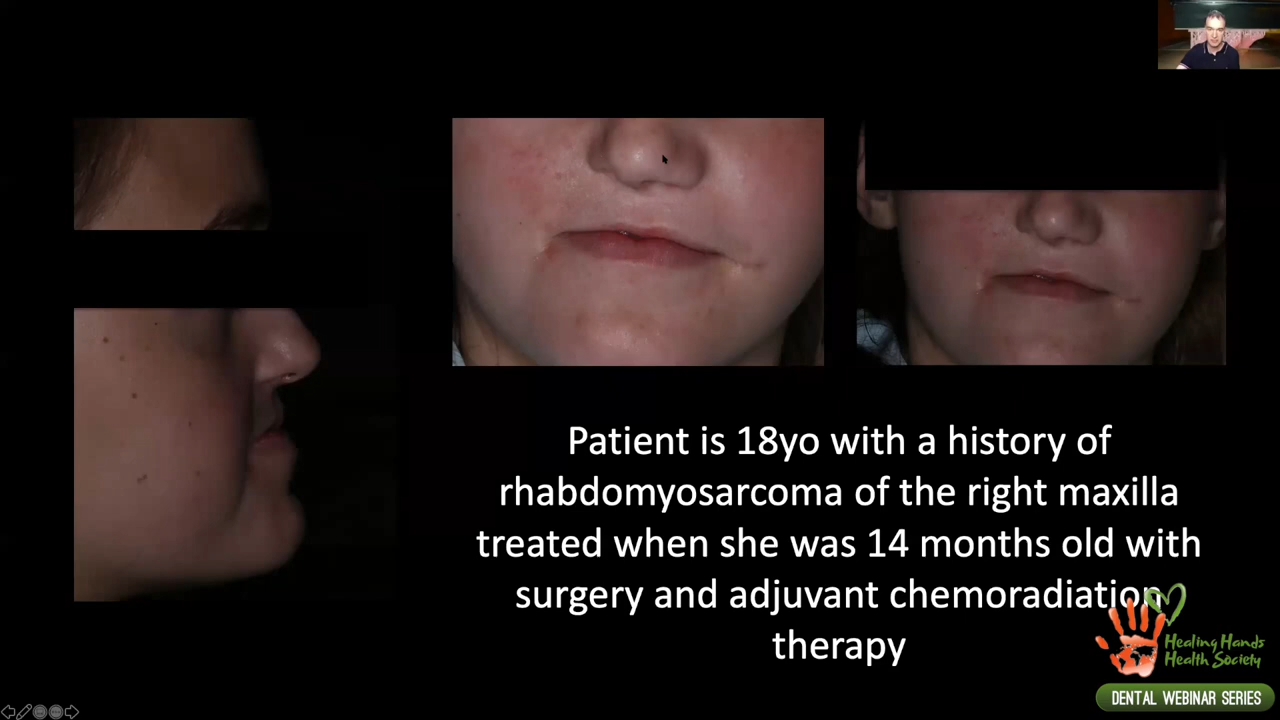 Patient is 18yo with a history of
rhabdomyosarcoma of the right maxilla
treated when she was 14 months old with
surgery and adjuvant chemoradiation
therapy
Healing Hands
Health Society
DENTAL WEBINAR SERIES